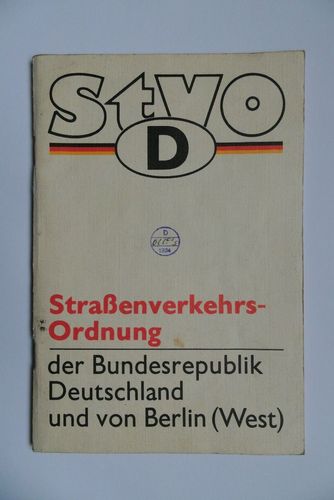 StVO
D
D
Straßenverkehrs-
Ordnung
der Bundesrepublik
Deutschland
und von Berlin (West)